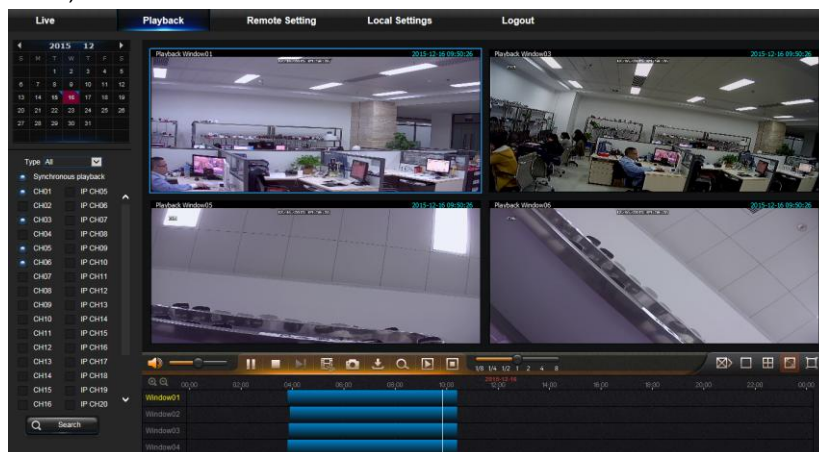 Live Playback Remote Setting Local Settings Logout
2015 12
S M T W T F S
1 2 3 4 5
6 7 8 9 10 11 12
13 14 15 16 17 18 19
20 21 22 23 24 25 26
27 28 29 30 31
Type All
Synchronous playback
CH01 IP CH05
CH02 IP CH06
CH03 IP CH07
CH04 IP CH08
CH05 IP CH09
CH06 IP CH10
CH07 IP CH11
CH08 IP CH12
CH09 IP CH13
CH10 IP CH14
CH11 IP CH15
CH12 IP CH16
CH13 IP CH17
CH14 IP CH18
CH15 IP CH19
CH16 IP CH20
Search
Playback Window01 2015-12-16 09:50:26
Playback Window03 2015-12-16 09:50:26
Playback Window05 2015-12-16 09:50:26
Playback Window06 2015-12-16 09:50:26
1/8 1/4 1/2 1 2 4 8
2015-12-16
00:00 02:00 04:00 06:00 08:00 10:00 12:00 14:00 16:00 18:00 20:00 22:00 00:00
Window01
Window02
Window03
Window04